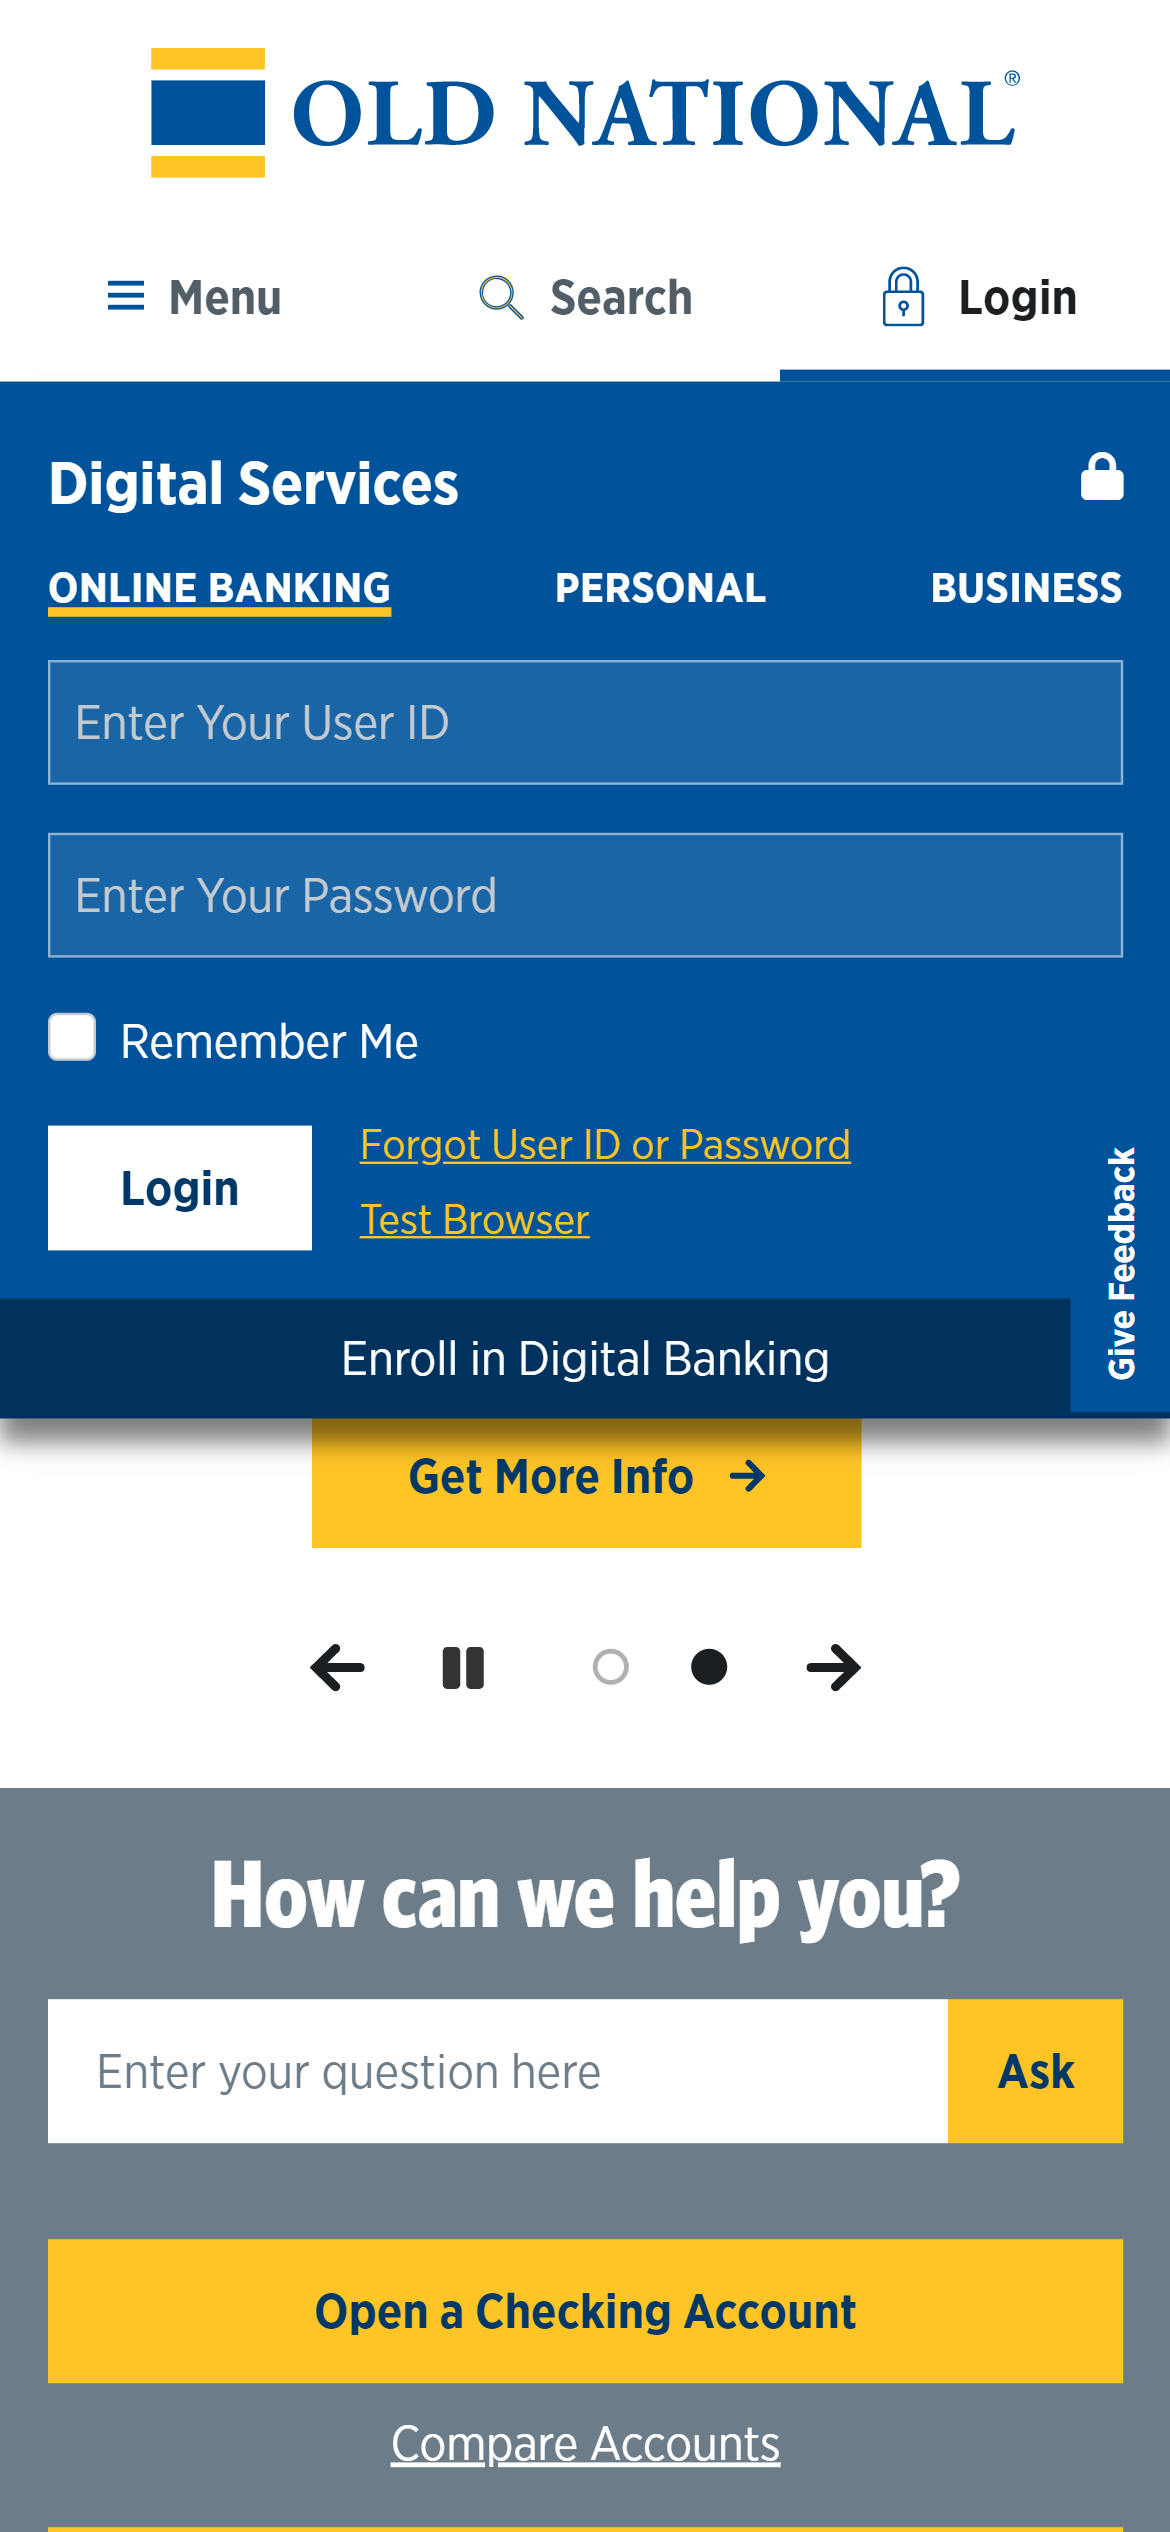 OLD NATIONAL®
Menu
Search
Login
Digital Services
ONLINE BANKING
PERSONAL
BUSINESS
Enter Your User ID
Enter Your Password
Remember Me
Login
Forgot User ID or Password
Test Browser
Give Feedback
Enroll in Digital Banking
Get More Info
How can we help you?
Enter your question here
Ask
Open a Checking Account
Compare Accounts